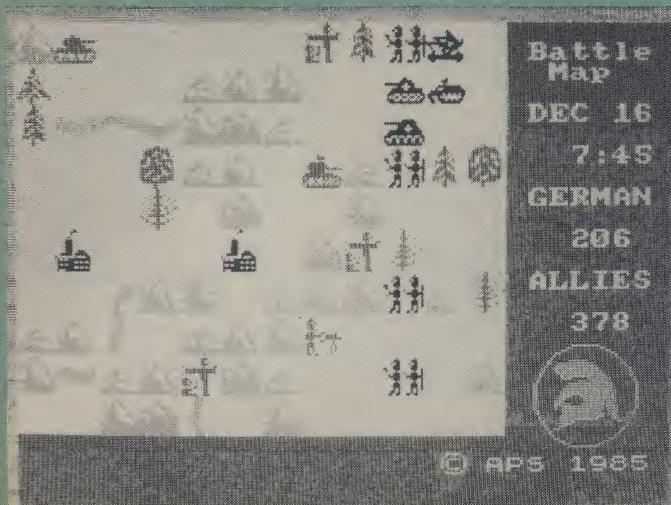 Battle
Map
DEC 16
7:45
GERMAN
206
ALLIES
378
© APS 1985